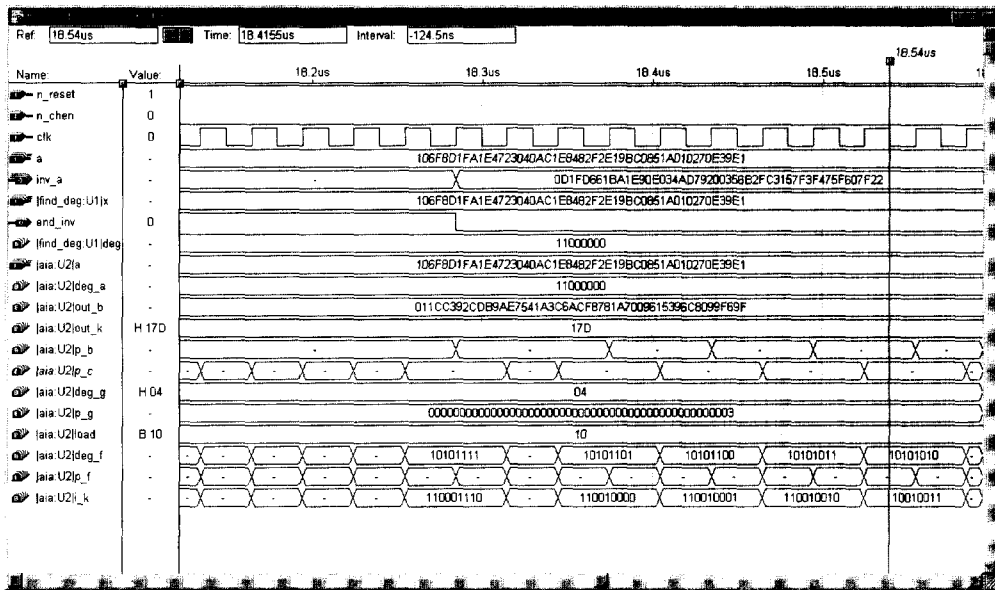 Ref: 18.54us Time: 18.4155us Interval: -124.5ns
18.54us
Name: Value: 18.2us 18.3us 18.4us 18.5us
n_reset 1
n_chen 0
clk 0
a - 106F8D1FA1E4723040AC1E8482F2E19BC0851A010270E39E1
inv_a - 0D1FD661BA1E90E034AD79200356B2FC3157F3F475F607F22
|find_deg:U1|x - 106F8D1FA1E4723040AC1E8482F2E19BC0851A010270E39E1
end_inv 0
|find_deg:U1|deg - 11000000
|aia:U2|a - 106F8D1FA1E4723040AC1E8482F2E19BC0851A010270E39E1
|aia:U2|deg_a - 11000000
|aia:U2|out_b - 011CC392CDB9AE7541A3C6ACF8781A7009615396C8099F69F
|aia:U2|out_k H 17D 17D
|aia:U2|p_b - - - - - -
|aia:U2|p_c - - - - - - - - - - - -
|aia:U2|deg_g H 04 04
|aia:U2|p_g - 0000000000000000000000000000000000000000000000003
|aia:U2|load B 10 10
|aia:U2|deg_f - - - - - 10101111 - 10101101 10101100 10101011 10101010 -
|aia:U2|p_f - - - - - - - - - - - - - - - - -
|aia:U2|i_k - - - - - 110001110 - 110010000 110010001 110010010 10010011 -